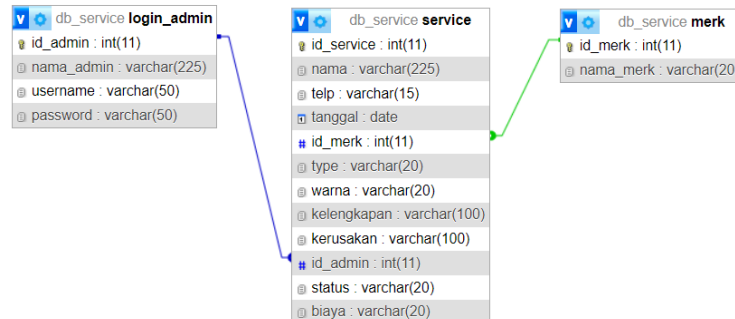 db_service login_admin
id_admin : int(11)
nama_admin : varchar(225)
username : varchar(50)
password : varchar(50)
db_service service
id_service : int(11)
nama : varchar(225)
telp : varchar(15)
tanggal : date
# id_merk : int(11)
type : varchar(20)
warna : varchar(20)
kelengkapan : varchar(100)
kerusakan : varchar(100)
# id_admin : int(11)
status : varchar(20)
biaya : varchar(20)
db_service merk
id_merk : int(11)
nama_merk : varchar(20